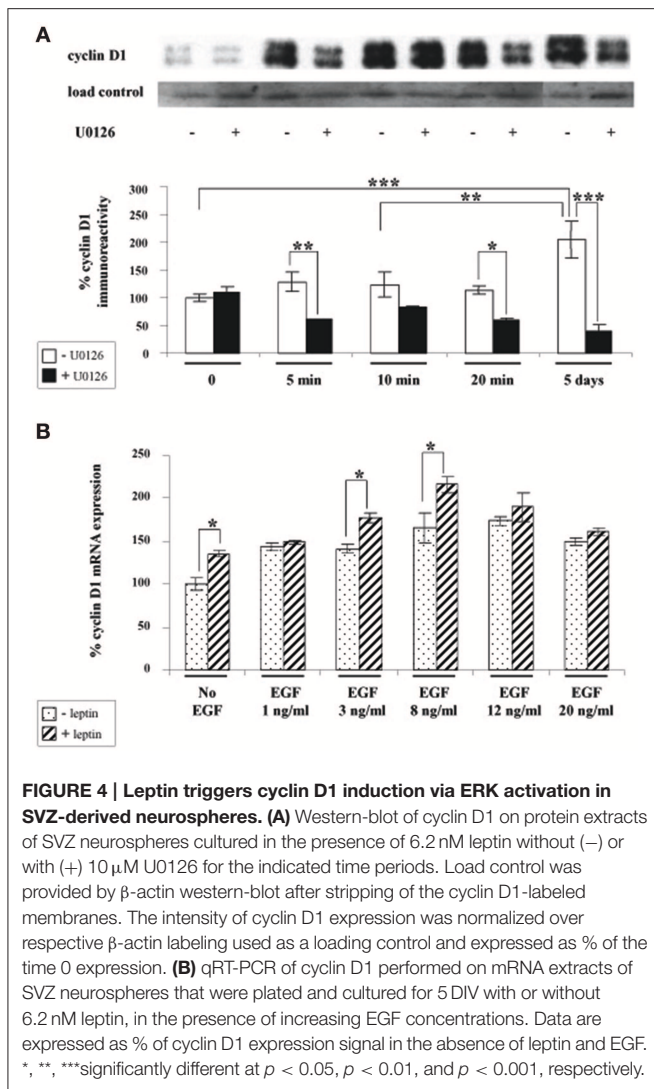 A
cyclin D1
load control
U0126 - + - + - + - + - +
% cyclin D1
immunoreactivity
300
250
200
150
100
50
0
***
**
***
**
*
- U0126
+ U0126
0 5 min 10 min 20 min 5 days
B
% cyclin D1 mRNA expression
250
200
150
100
50
0
*
*
*
- leptin
+ leptin
No EGF EGF EGF EGF EGF
EGF 1 ng/ml 3 ng/ml 8 ng/ml 12 ng/ml 20 ng/ml
FIGURE 4 | Leptin triggers cyclin D1 induction via ERK activation in
SVZ-derived neurospheres. (A) Western-blot of cyclin D1 on protein extracts
of SVZ neurospheres cultured in the presence of 6.2 nM leptin without (−) or
with (+) 10 μM U0126 for the indicated time periods. Load control was
provided by β-actin western-blot after stripping of the cyclin D1-labeled
membranes. The intensity of cyclin D1 expression was normalized over
respective β-actin labeling used as a loading control and expressed as % of the
time 0 expression. (B) qRT-PCR of cyclin D1 performed on mRNA extracts of
SVZ neurospheres that were plated and cultured for 5 DIV with or without
6.2 nM leptin, in the presence of increasing EGF concentrations. Data are
expressed as % of cyclin D1 expression signal in the absence of leptin and EGF.
*, **, ***significantly different at p < 0.05, p < 0.01, and p < 0.001, respectively.